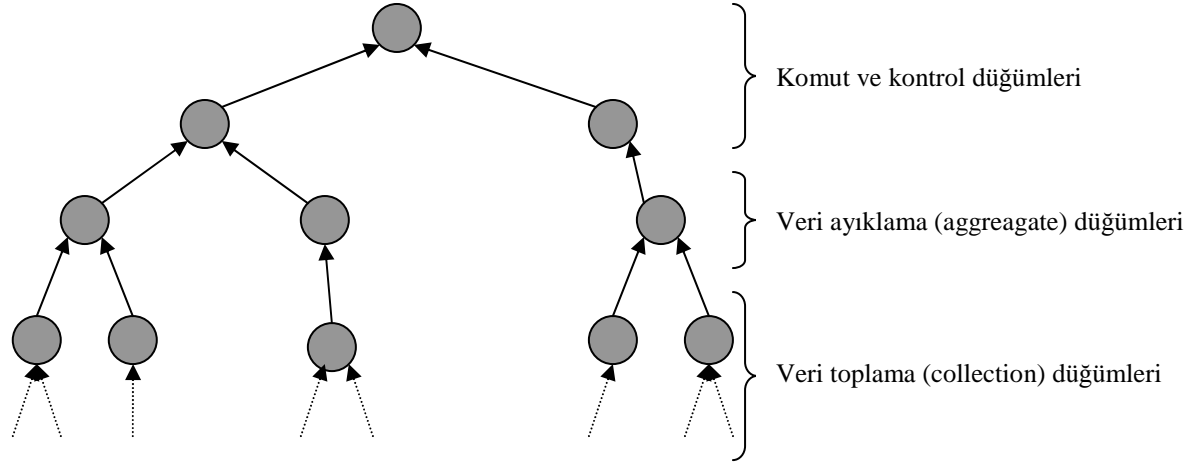 Komut ve kontrol düğümleri
Veri ayıklama (aggreagate) düğümleri
Veri toplama (collection) düğümleri